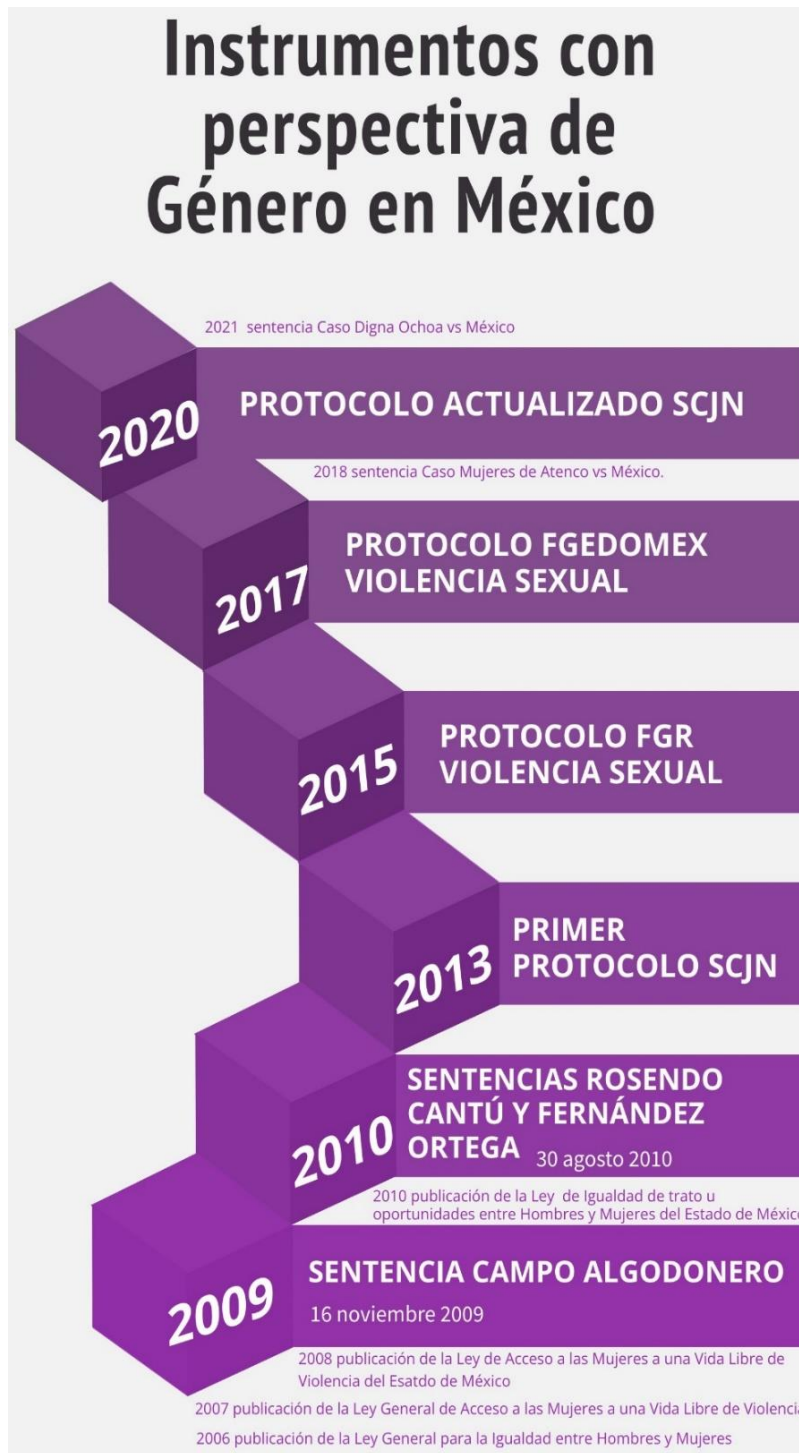 Instrumentos con
perspectiva de
Género en México
2021 sentencia Caso Digna Ochoa vs México
2020
PROTOCOLO ACTUALIZADO SCJN
2018 sentencia Caso Mujeres de Atenco vs México.
2017
PROTOCOLO FGEDOMEX
VIOLENCIA SEXUAL
2015
PROTOCOLO FGR
VIOLENCIA SEXUAL
2013
PRIMER
PROTOCOLO SCJN
2010
SENTENCIAS ROSENDO
CANTÚ Y FERNÁNDEZ
ORTEGA 30 agosto 2010
2010 publicación de la Ley de Igualdad de trato u
oportunidades entre Hombres y Mujeres del Estado de México
2009
SENTENCIA CAMPO ALGODONERO
16 noviembre 2009
2008 publicación de la Ley de Acceso a las Mujeres a una Vida Libre de
Violencia del Esatdo de México
2007 publicación de la Ley General de Acceso a las Mujeres a una Vida Libre de Violencia
2006 publicación de la Ley General para la Igualdad entre Hombres y Mujeres